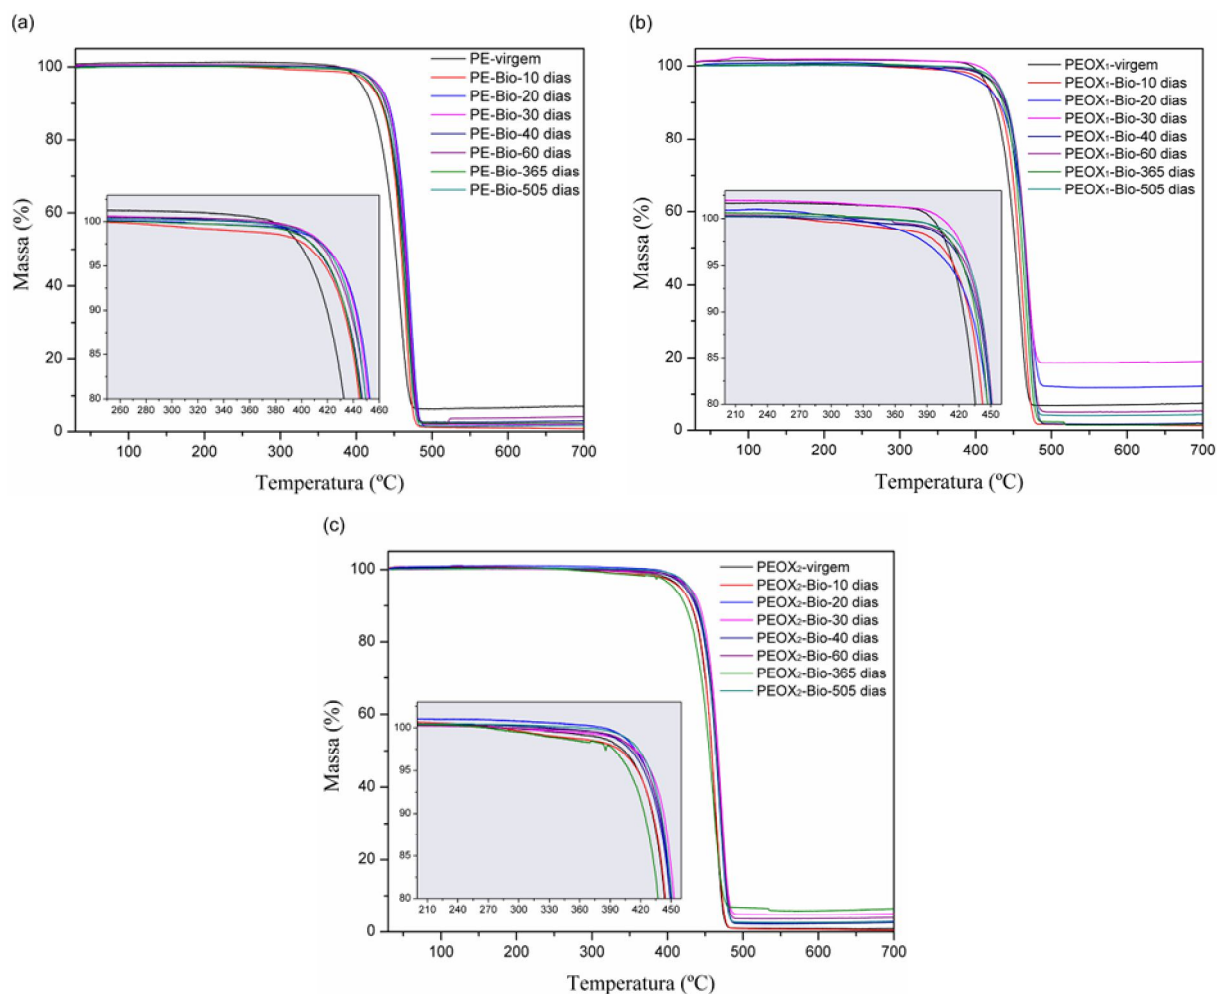 (a)
100
80
60
40
20
0
Massa (%)
PE-virgem
PE-Bio-10 dias
PE-Bio-20 dias
PE-Bio-30 dias
PE-Bio-40 dias
PE-Bio-60 dias
PE-Bio-365 dias
PE-Bio-505 dias
100
95
90
85
80
260 280 300 320 340 360 380 400 420 440 460
100 200 300 400 500 600 700
Temperatura (ºC)
(b)
100
80
60
40
20
0
Massa (%)
PEOX₁-virgem
PEOX₁-Bio-10 dias
PEOX₁-Bio-20 dias
PEOX₁-Bio-30 dias
PEOX₁-Bio-40 dias
PEOX₁-Bio-60 dias
PEOX₁-Bio-365 dias
PEOX₁-Bio-505 dias
100
95
90
85
80
210 240 270 300 330 360 390 420 450
100 200 300 400 500 600 700
Temperatura (ºC)
(c)
100
80
60
40
20
0
Massa (%)
PEOX₂-virgem
PEOX₂-Bio-10 dias
PEOX₂-Bio-20 dias
PEOX₂-Bio-30 dias
PEOX₂-Bio-40 dias
PEOX₂-Bio-60 dias
PEOX₂-Bio-365 dias
PEOX₂-Bio-505 dias
100
95
90
85
80
210 240 270 300 330 360 390 420 450
100 200 300 400 500 600 700
Temperatura (ºC)